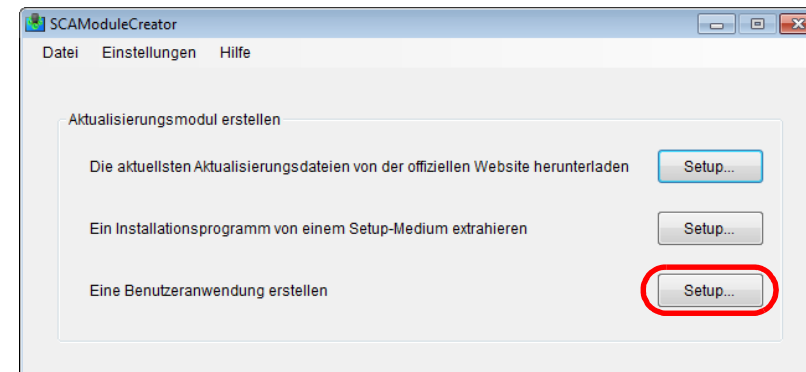 SCAModuleCreator
Datei Einstellungen Hilfe
Aktualisierungsmodul erstellen
Die aktuellsten Aktualisierungsdateien von der offiziellen Website herunterladen Setup...
Ein Installationsprogramm von einem Setup-Medium extrahieren Setup...
Eine Benutzeranwendung erstellen Setup...